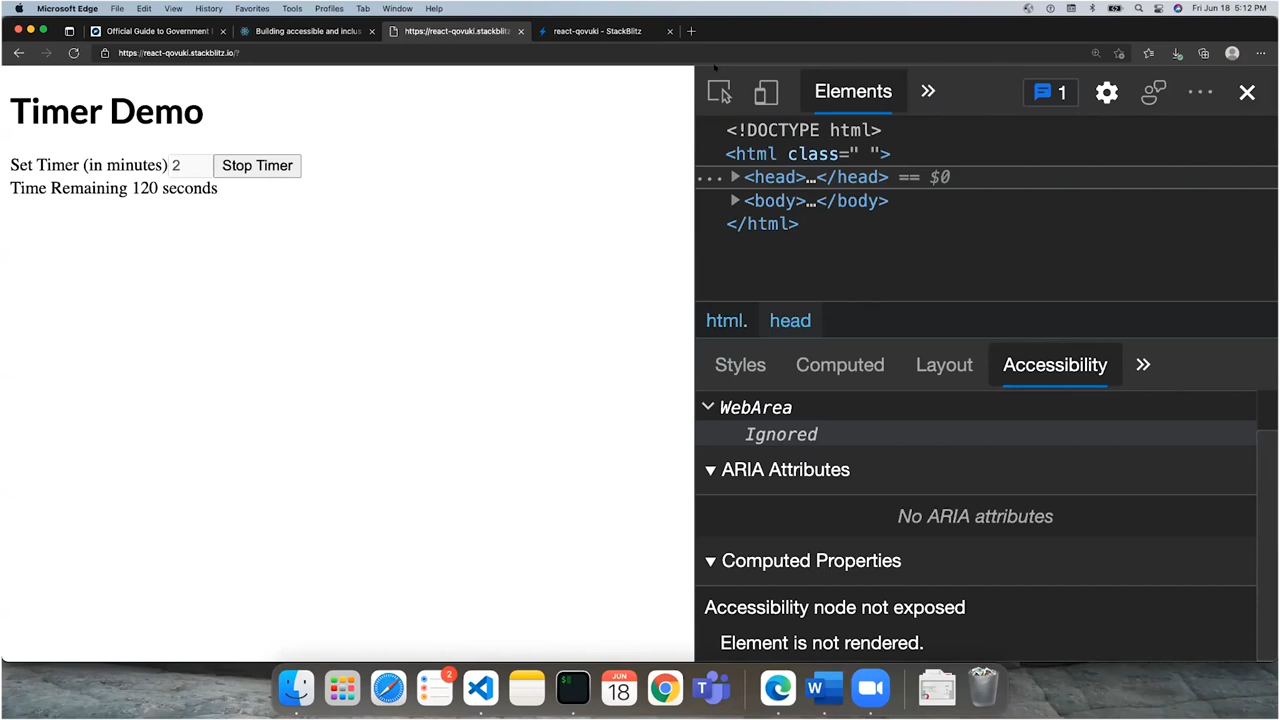 Microsoft Edge File Edit View History Favorites Tools Profiles Tab Window Help Fri Jun 18 5:12 PM
Official Guide to Government Building accessible and inclus https://react-qovuki.stackblitz react-qovuki - StackBlitz
https://react-qovuki.stackblitz.io/?
Timer Demo
Set Timer (in minutes) 2 Stop Timer
Time Remaining 120 seconds
Elements 1
<!DOCTYPE html>
<html class=" ">
<head>…</head> == $0
<body>…</body>
</html>
html. head
Styles Computed Layout Accessibility
WebArea
Ignored
ARIA Attributes
No ARIA attributes
Computed Properties
Accessibility node not exposed
Element is not rendered.
2
$
JUN
18
W